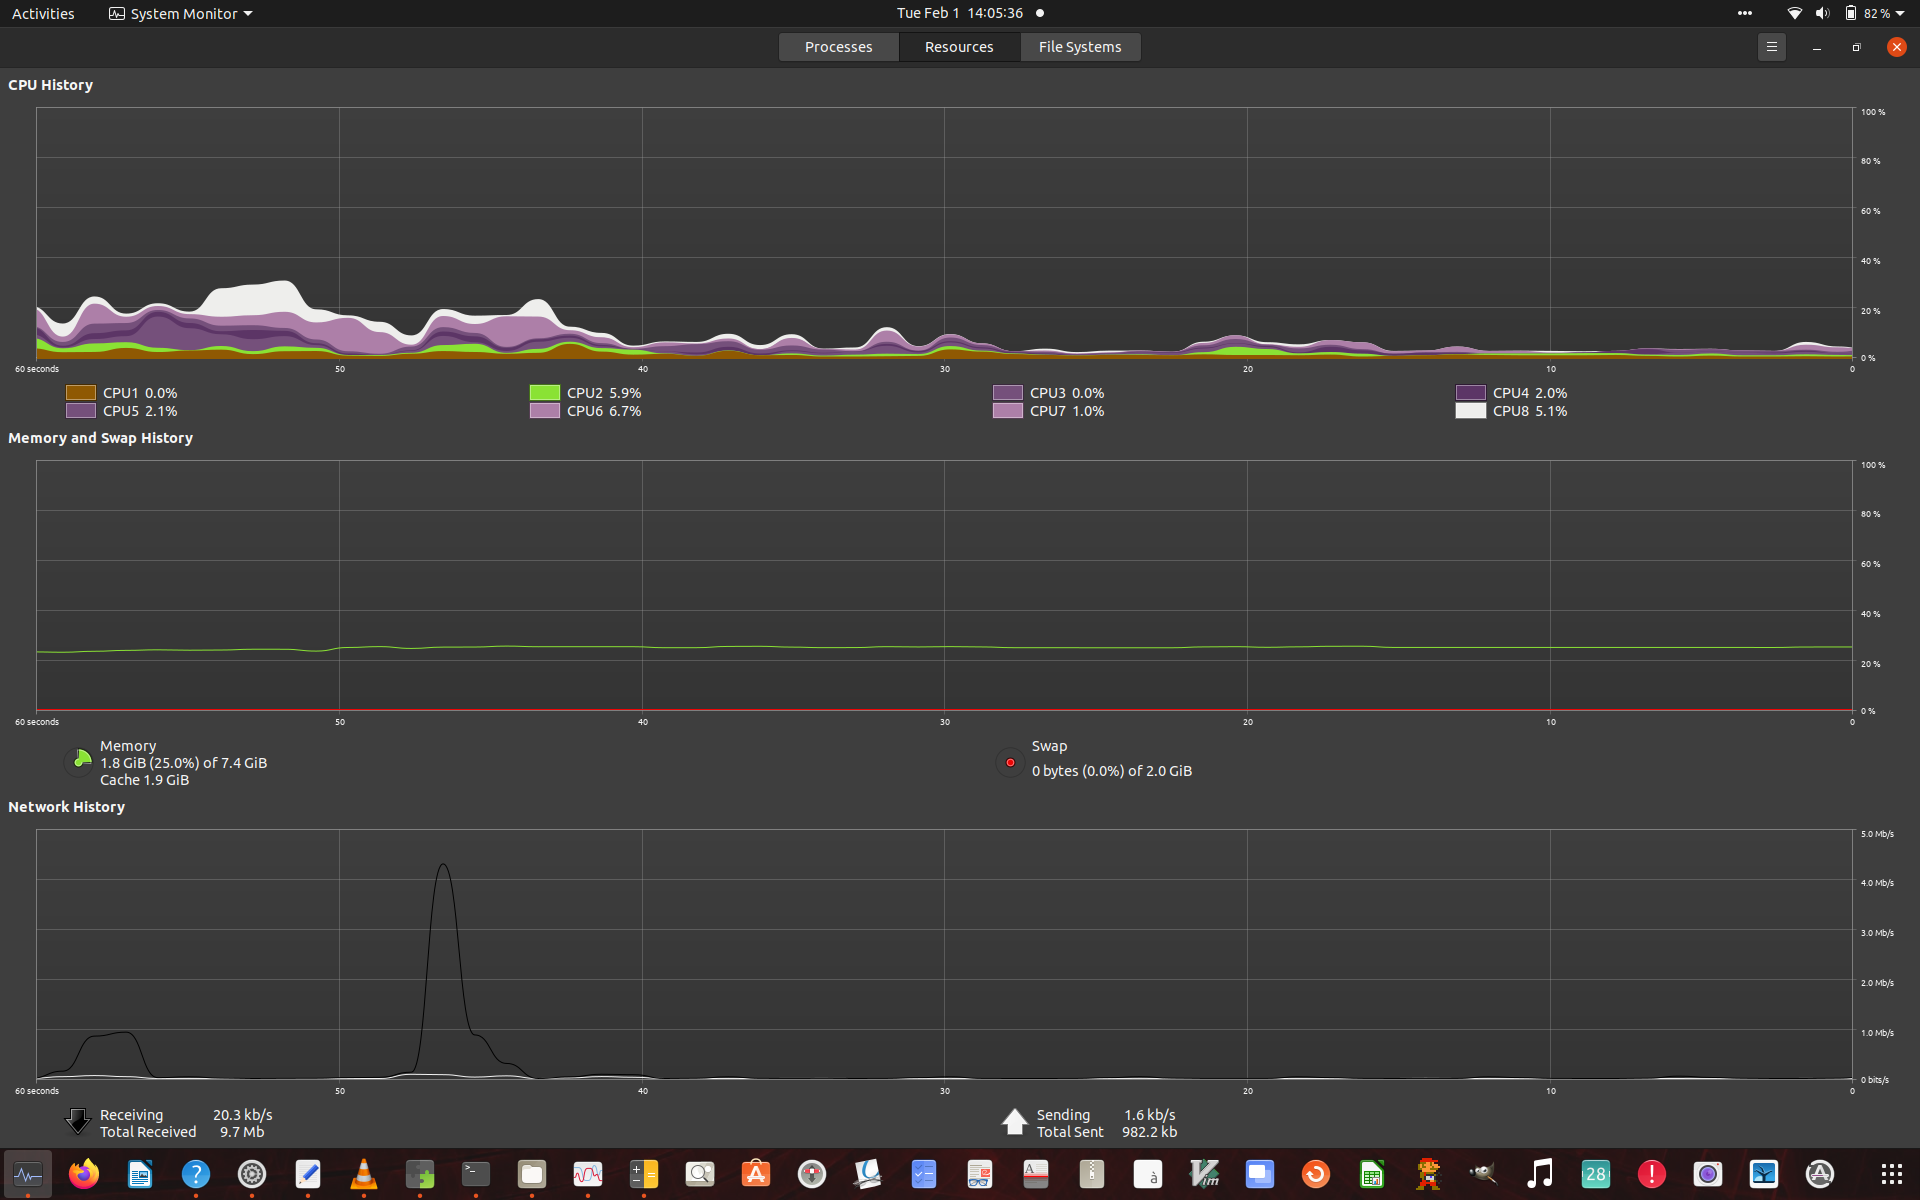 Activities System Monitor Tue Feb 1 14:05:36 82 %
Processes Resources File Systems
CPU History
100 %
80 %
60 %
40 %
20 %
0 %
60 seconds 50 40 30 20 10 0
CPU1 0.0% CPU2 5.9% CPU3 0.0% CPU4 2.0%
CPU5 2.1% CPU6 6.7% CPU7 1.0% CPU8 5.1%
Memory and Swap History
100 %
80 %
60 %
40 %
20 %
0 %
60 seconds 50 40 30 20 10 0
Memory
1.8 GiB (25.0%) of 7.4 GiB
Cache 1.9 GiB
Swap
0 bytes (0.0%) of 2.0 GiB
Network History
5.0 Mb/s
4.0 Mb/s
3.0 Mb/s
2.0 Mb/s
1.0 Mb/s
0 bits/s
60 seconds 50 40 30 20 10 0
Receiving 20.3 kb/s
Total Received 9.7 Mb
Sending 1.6 kb/s
Total Sent 982.2 kb
? >_ A à Vim 28 !